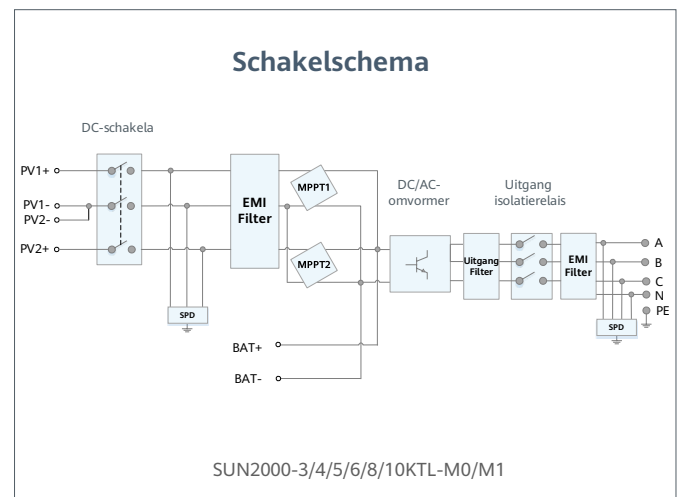 Schakelschema
DC-schakela
PV1+
PV1-
PV2-
PV2+
EMI
Filter
MPPT1
MPPT2
SPD
BAT+
BAT-
DC/AC-
omvormer
Uitgang
Filter
Uitgang
isolatierelais
EMI
Filter
SPD
A
B
C
N
PE
SUN2000-3/4/5/6/8/10KTL-M0/M1